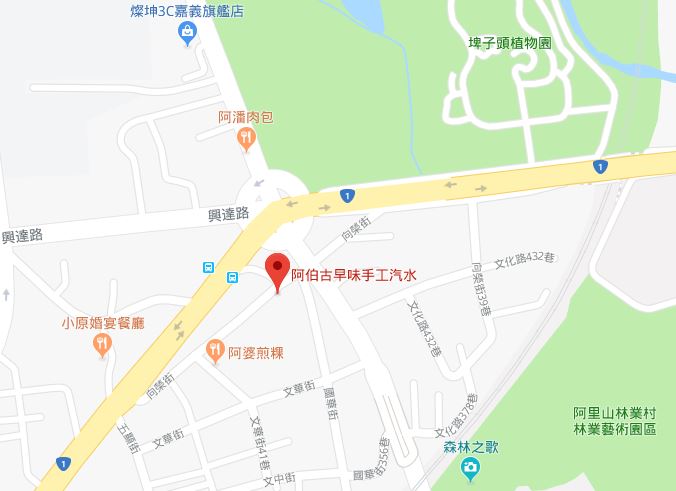 燦坤3C嘉義旗艦店
埤子頭植物園
阿潘肉包
1
1
興達路
興達路
向榮街
文化路432巷
阿伯古早味手工汽水
向榮街39巷
小原婚宴餐廳
文化路432巷
阿婆煎粿
向榮街
文華街
國華街
文化路378巷
阿里山林業村
林業藝術園區
五顯街
文華街
文華街41巷
森林之歌
國華街356巷
1
文中街